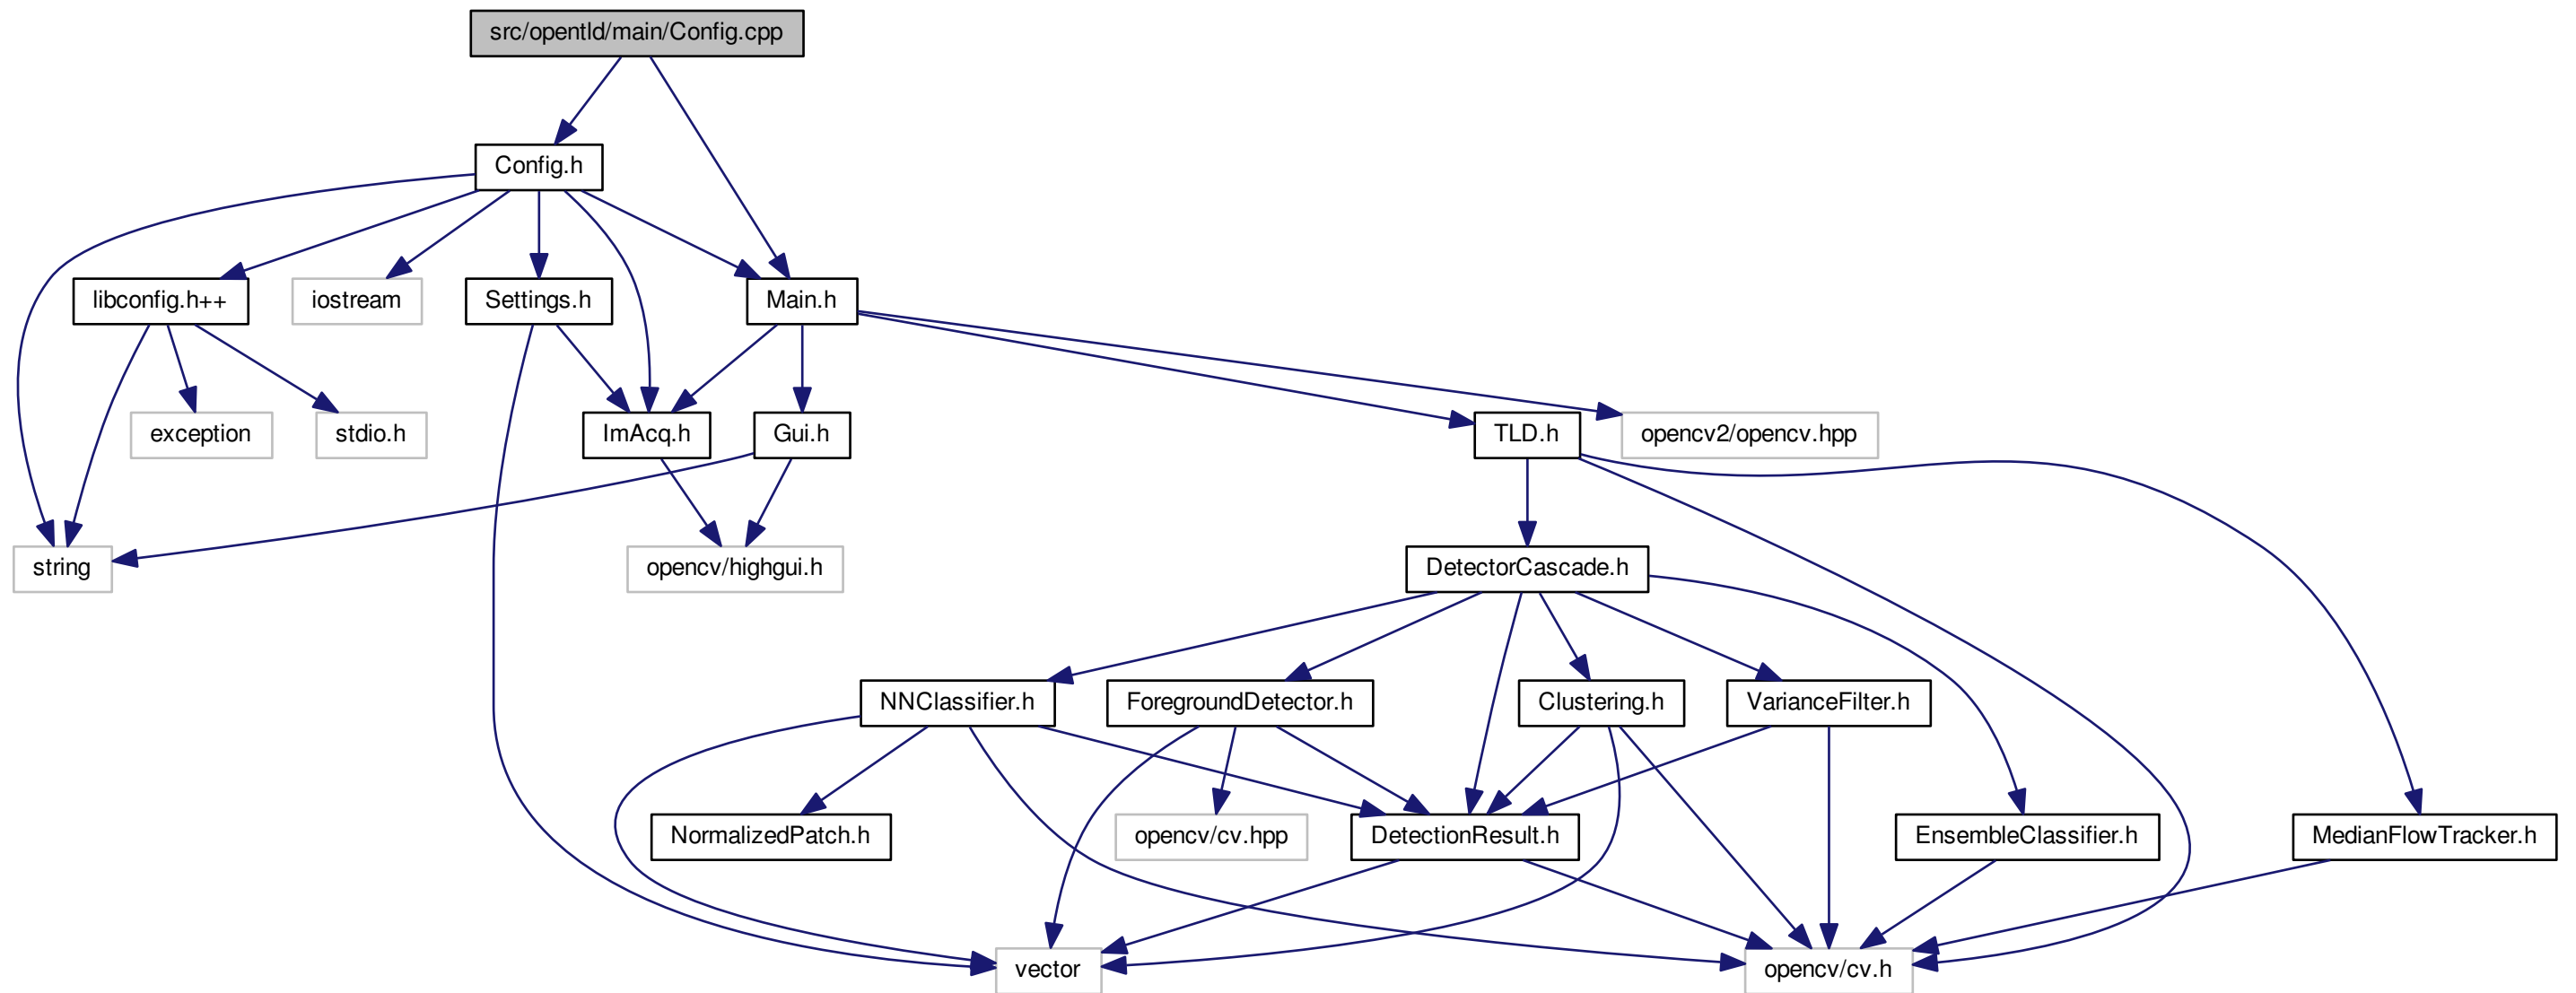 src/opentld/main/Config.cpp
Config.h
libconfig.h++
iostream
Settings.h
Main.h
exception
stdio.h
ImAcq.h
Gui.h
TLD.h
opencv2/opencv.hpp
string
opencv/highgui.h
DetectorCascade.h
NNClassifier.h
ForegroundDetector.h
Clustering.h
VarianceFilter.h
NormalizedPatch.h
opencv/cv.hpp
DetectionResult.h
EnsembleClassifier.h
MedianFlowTracker.h
vector
opencv/cv.h